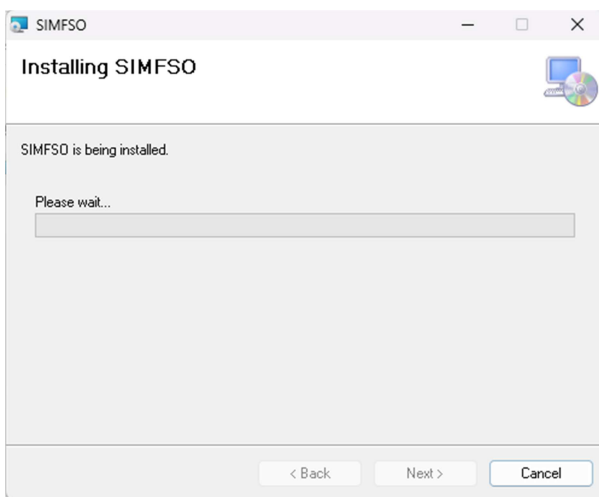 SIMFSO
Installing SIMFSO
SIMFSO is being installed.
Please wait...
< Back
Next >
Cancel